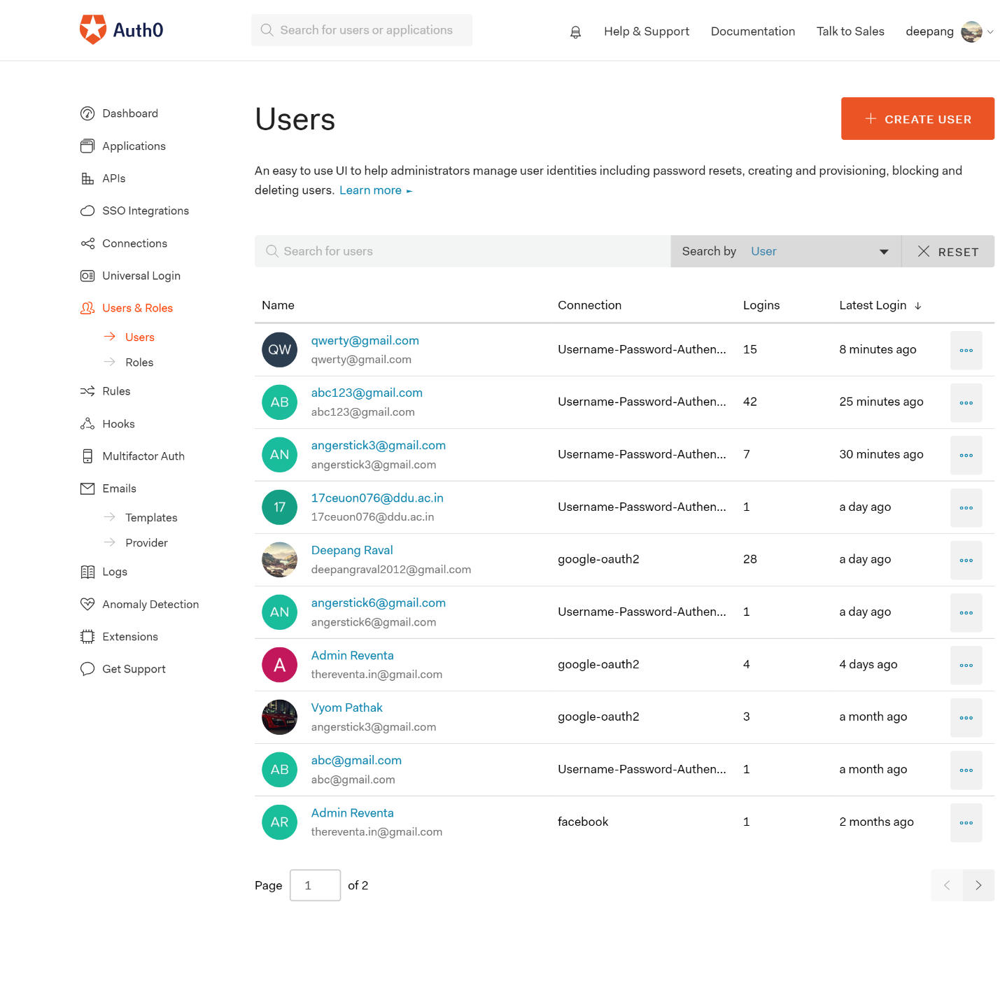 Auth0
Search for users or applications
Help & Support
Documentation
Talk to Sales
deepang
Dashboard
Applications
APIs
SSO Integrations
Connections
Universal Login
Users & Roles
Users
Roles
Rules
Hooks
Multifactor Auth
Emails
Templates
Provider
Logs
Anomaly Detection
Extensions
Get Support
Users
CREATE USER
An easy to use UI to help administrators manage user identities including password resets, creating and provisioning, blocking and
deleting users. Learn more ►
Search for users
Search by User
RESET
Name Connection Logins Latest Login ↓
QW qwerty@gmail.com Username-Password-Authen... 15 8 minutes ago
qwerty@gmail.com
AB abc123@gmail.com Username-Password-Authen... 42 25 minutes ago
abc123@gmail.com
AN angerstick3@gmail.com Username-Password-Authen... 7 30 minutes ago
angerstick3@gmail.com
17 17ceuon076@ddu.ac.in Username-Password-Authen... 1 a day ago
17ceuon076@ddu.ac.in
Deepang Raval google-oauth2 28 a day ago
deepangraval2012@gmail.com
AN angerstick6@gmail.com Username-Password-Authen... 1 a day ago
angerstick6@gmail.com
A Admin Reventa google-oauth2 4 4 days ago
thereventa.in@gmail.com
Vyom Pathak google-oauth2 3 a month ago
angerstick3@gmail.com
AB abc@gmail.com Username-Password-Authen... 1 a month ago
abc@gmail.com
AR Admin Reventa facebook 1 2 months ago
thereventa.in@gmail.com
Page 1 of 2